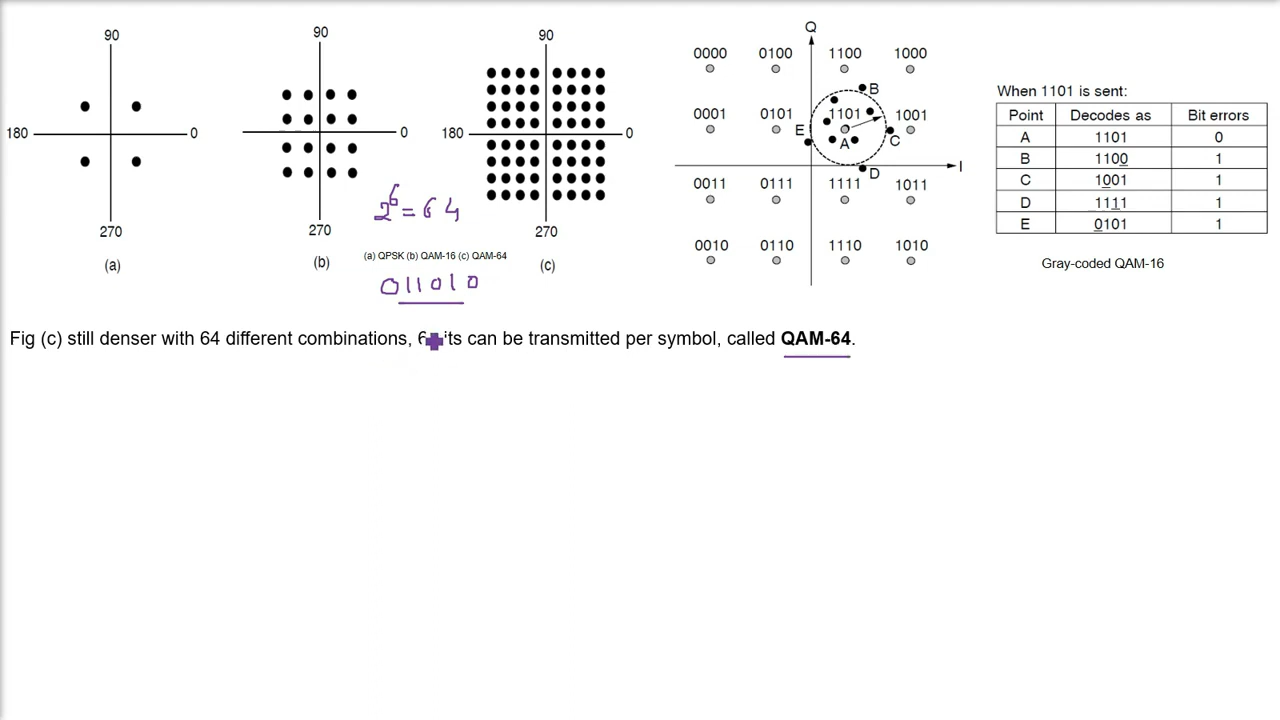 90
180 0
270
(a)
90
0
270
(b)
90
180 0
270
(c)
2^6 = 64
(a) QPSK (b) QAM-16 (c) QAM-64
011010
Q
0000 0100 1100 1000
B
0001 0101 1101 1001
E A C
I
D
0011 0111 1111 1011
0010 0110 1110 1010
When 1101 is sent:
Point Decodes as Bit errors
A 1101 0
B 1100 1
C 1001 1
D 1111 1
E 0101 1
Gray-coded QAM-16
Fig (c) still denser with 64 different combinations, 6 its can be transmitted per symbol, called QAM-64.